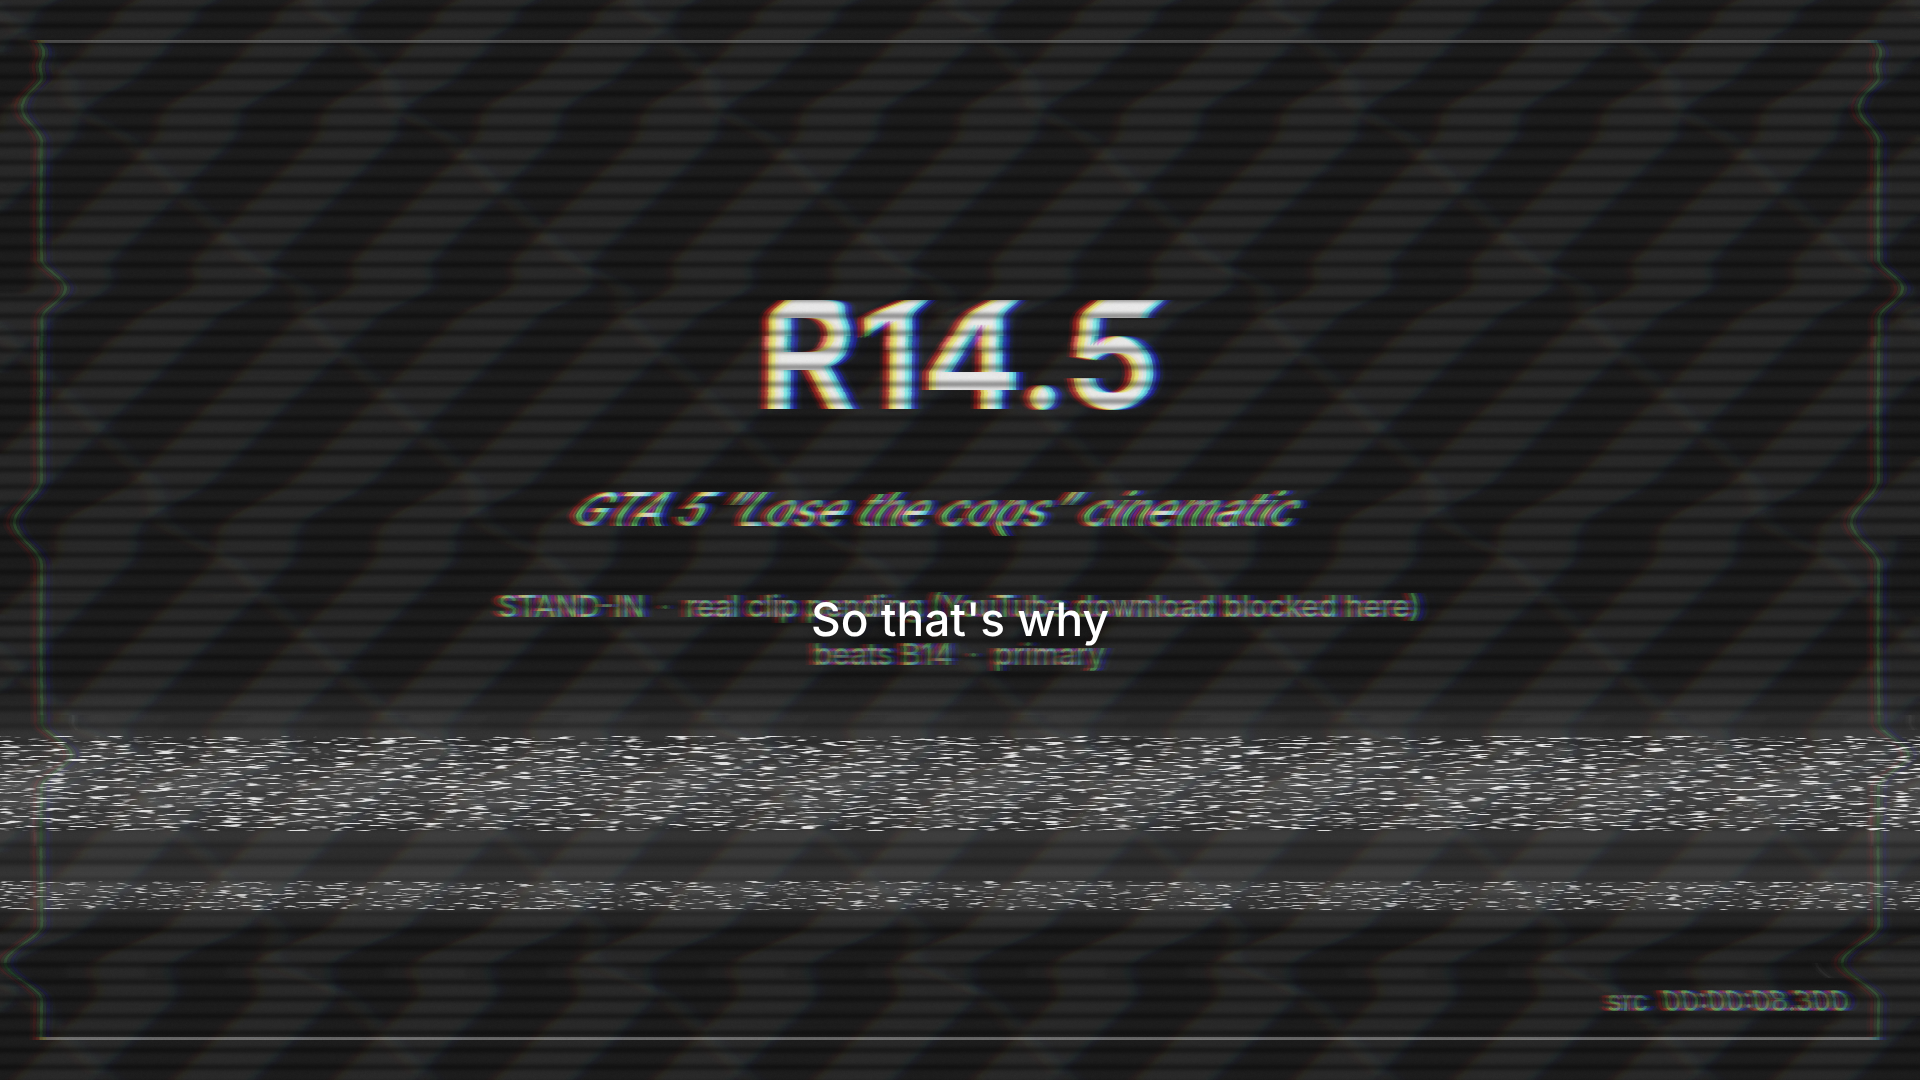 R14.5
GTA 5 "Lose the cops" cinematic
STAND-IN · real clip pending (YouTube download blocked here)
So that's why
beats B14 · primary
src 00:00:08.300